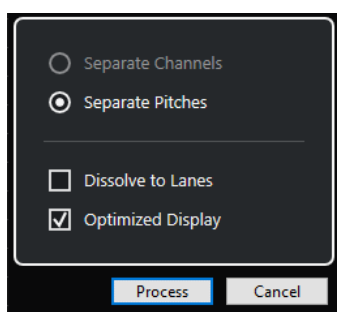 Separate Channels
Separate Pitches
Dissolve to Lanes
Optimized Display
Process Cancel